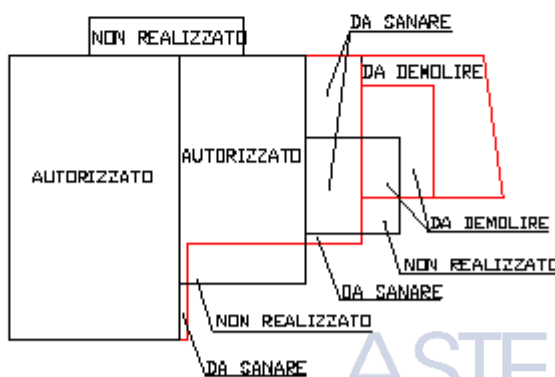 DA SANARE
NON REALIZZATO
DA DEMOLIRE
AUTORIZZATO
AUTORIZZATO
DA DEMOLIRE
NON REALIZZATO
DA SANARE
NON REALIZZATO
DA SANARE
ASTE